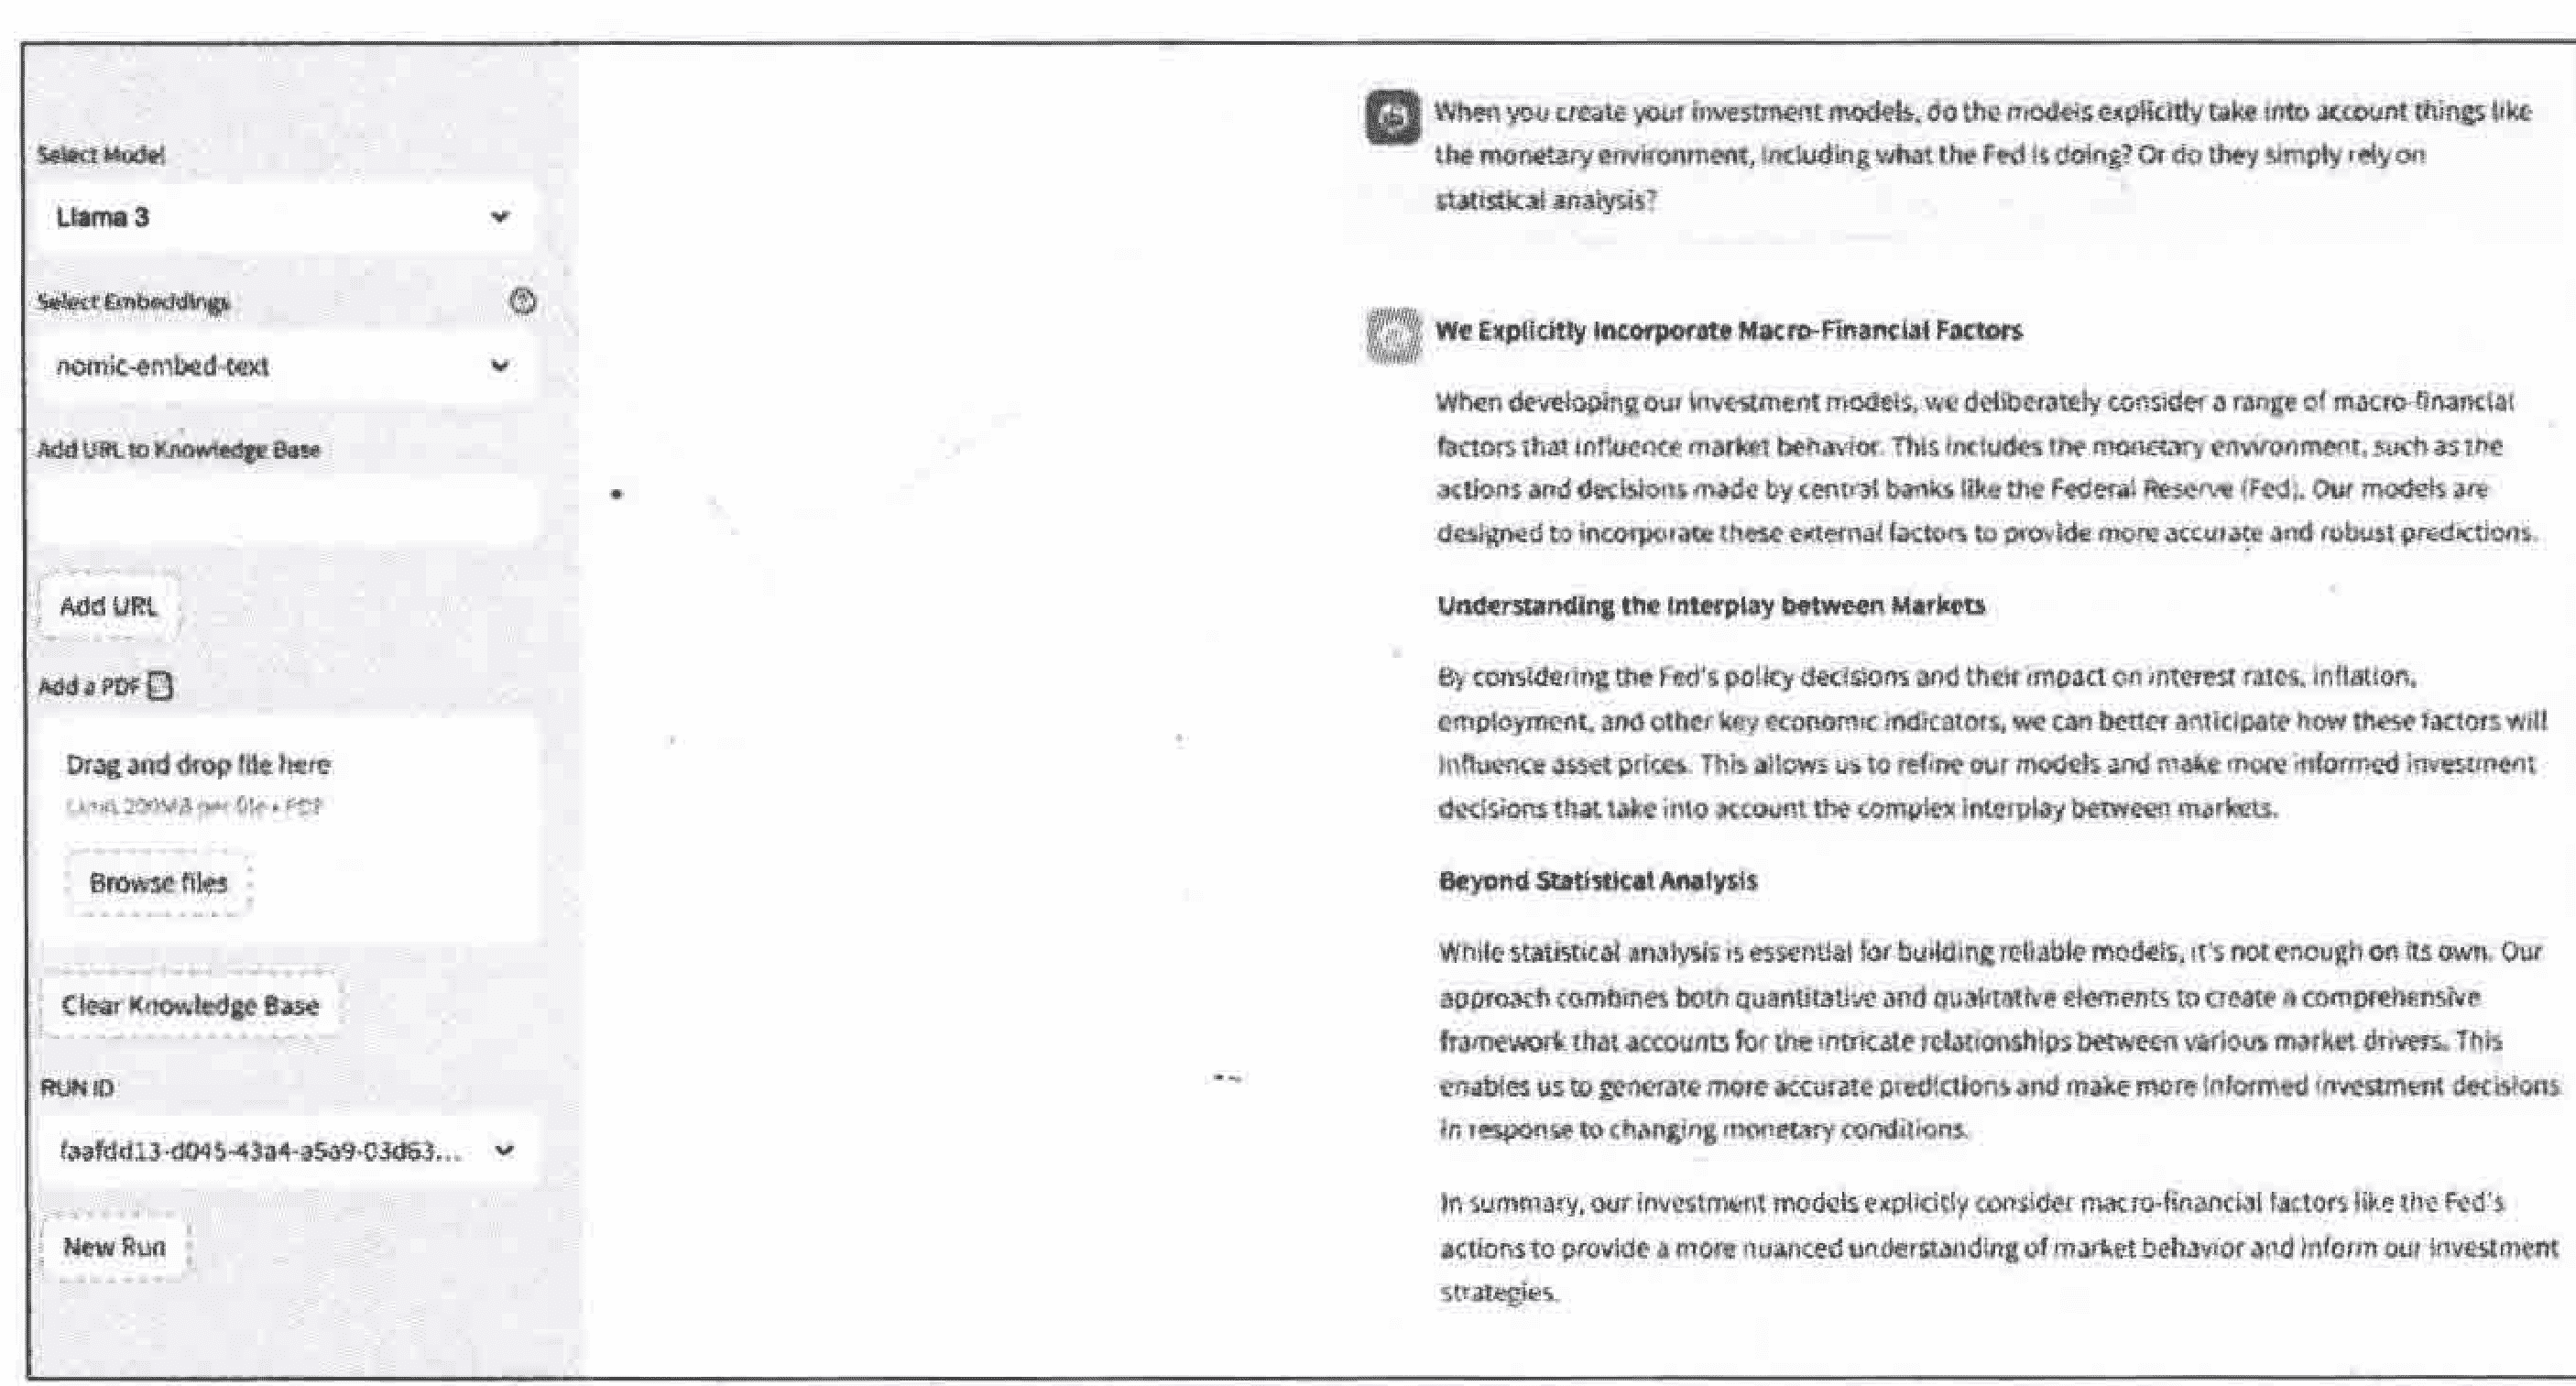 Select Model
Llama 3
Select Embeddings
nomic-embed-text
Add URL to Knowledge Base
Add URL
Add a PDF
Drag and drop file here
Limit 200MB per file • PDF
Browse files
Clear Knowledge Base
RUN ID
faafdd13-d045-43a4-a5a9-03d63...
New Run
When you create your investment models, do the models explicitly take into account things like
the monetary environment, including what the Fed is doing? Or do they simply rely on
statistical analysis?
We Explicitly Incorporate Macro-Financial Factors
When developing our investment models, we deliberately consider a range of macro-financial
factors that influence market behavior. This includes the monetary environment, such as the
actions and decisions made by central banks like the Federal Reserve (Fed). Our models are
designed to incorporate these external factors to provide more accurate and robust predictions.
Understanding the Interplay between Markets
By considering the Fed's policy decisions and their impact on interest rates, inflation,
employment, and other key economic indicators, we can better anticipate how these factors will
influence asset prices. This allows us to refine our models and make more informed investment
decisions that take into account the complex interplay between markets.
Beyond Statistical Analysis
While statistical analysis is essential for building reliable models, it's not enough on its own. Our
approach combines both quantitative and qualitative elements to create a comprehensive
framework that accounts for the intricate relationships between various market drivers. This
enables us to generate more accurate predictions and make more informed investment decisions
in response to changing monetary conditions.
In summary, our investment models explicitly consider macro-financial factors like the Fed's
actions to provide a more nuanced understanding of market behavior and inform our investment
strategies.